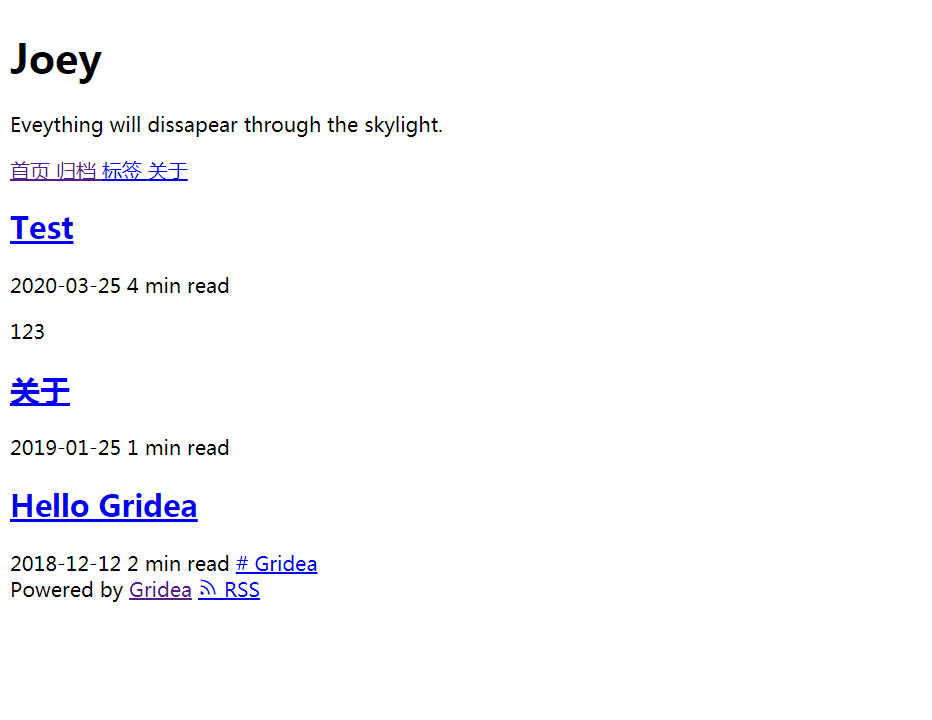 Joey
Eveything will dissapear through the skylight.
首页 归档 标签 关于
Test
2020-03-25 4 min read
123
关于
2019-01-25 1 min read
Hello Gridea
2018-12-12 2 min read # Gridea
Powered by Gridea RSS